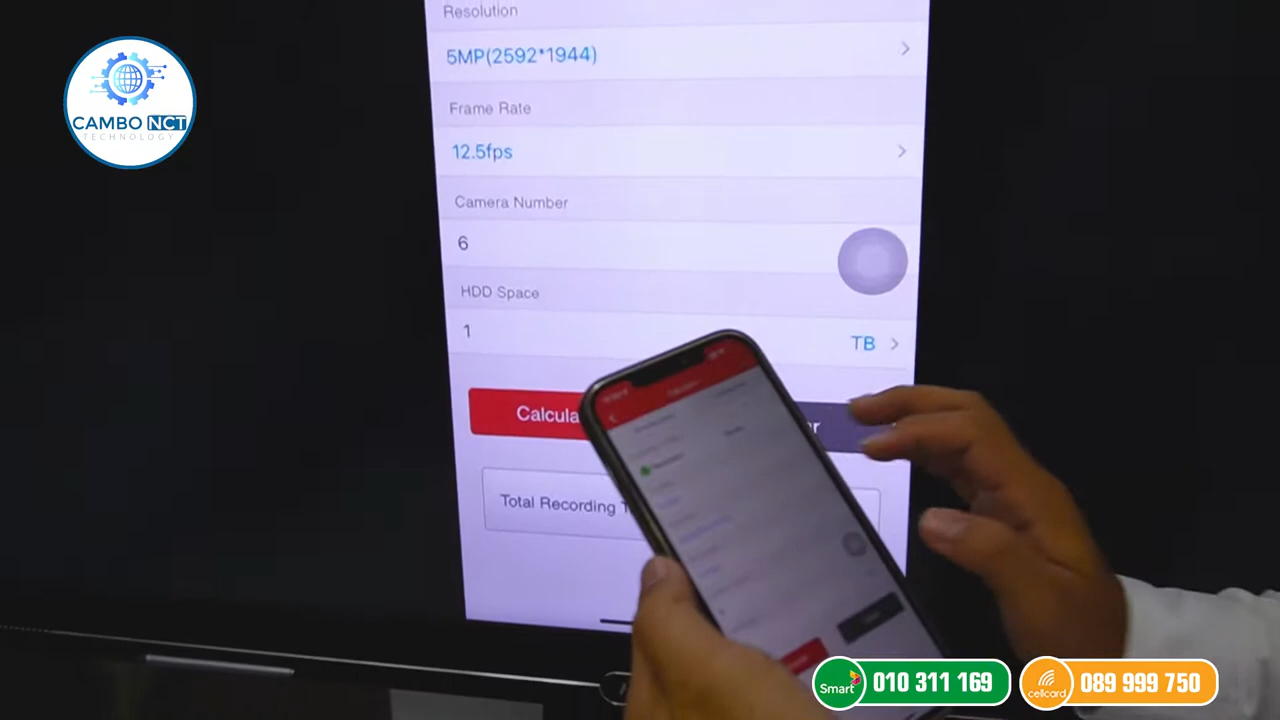 Resolution
5MP(2592*1944)
Frame Rate
12.5fps
Camera Number
6
HDD Space
1
TB
Calcula
Total Recording T
CAMBO NCT
TECHNOLOGY
Smart
010 311 169
cellcard
089 999 750